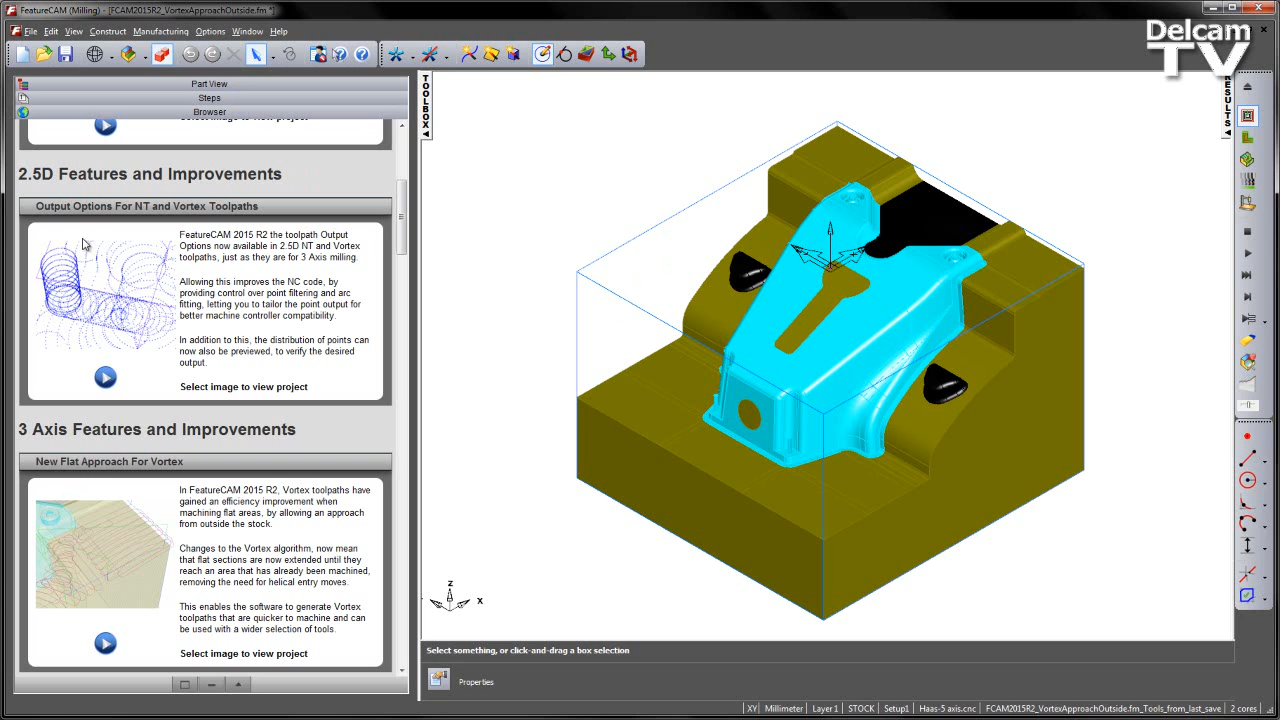 FeatureCAM (Milling) - [FCAM2015R2_VortexApproachOutside.fm *]
File Edit View Construct Manufacturing Options Window Help
Delcam
TV
Part View
Steps
Browser
TOOLBOX
RESULTS
Select image to view project
2.5D Features and Improvements
Output Options For NT and Vortex Toolpaths
FeatureCAM 2015 R2 the toolpath Output
Options now available in 2.5D NT and Vortex
toolpaths, just as they are for 3 Axis milling.
Allowing this improves the NC code, by
providing control over point filtering and arc
fitting, letting you to tailor the point output for
better machine controller compatibility.
In addition to this, the distribution of points can
now also be previewed, to verify the desired
output.
Select image to view project
3 Axis Features and Improvements
New Flat Approach For Vortex
In FeatureCAM 2015 R2, Vortex toolpaths have
gained an efficiency improvement when
machining flat areas, by allowing an approach
from outside the stock.
Changes to the Vortex algorithm, now mean
that flat sections are now extended until they
reach an area that has already been machined,
removing the need for helical entry moves.
This enables the software to generate Vortex
toolpaths that are quicker to machine and can
be used with a wider selection of tools.
Select image to view project
Z
X
Select something, or click-and-drag a box selection
Properties
XY Millimeter Layer1 STOCK Setup1 Haas-5 axis.cnc FCAM2015R2_VortexApproachOutside.fm_Tools_from_last_save 2 cores